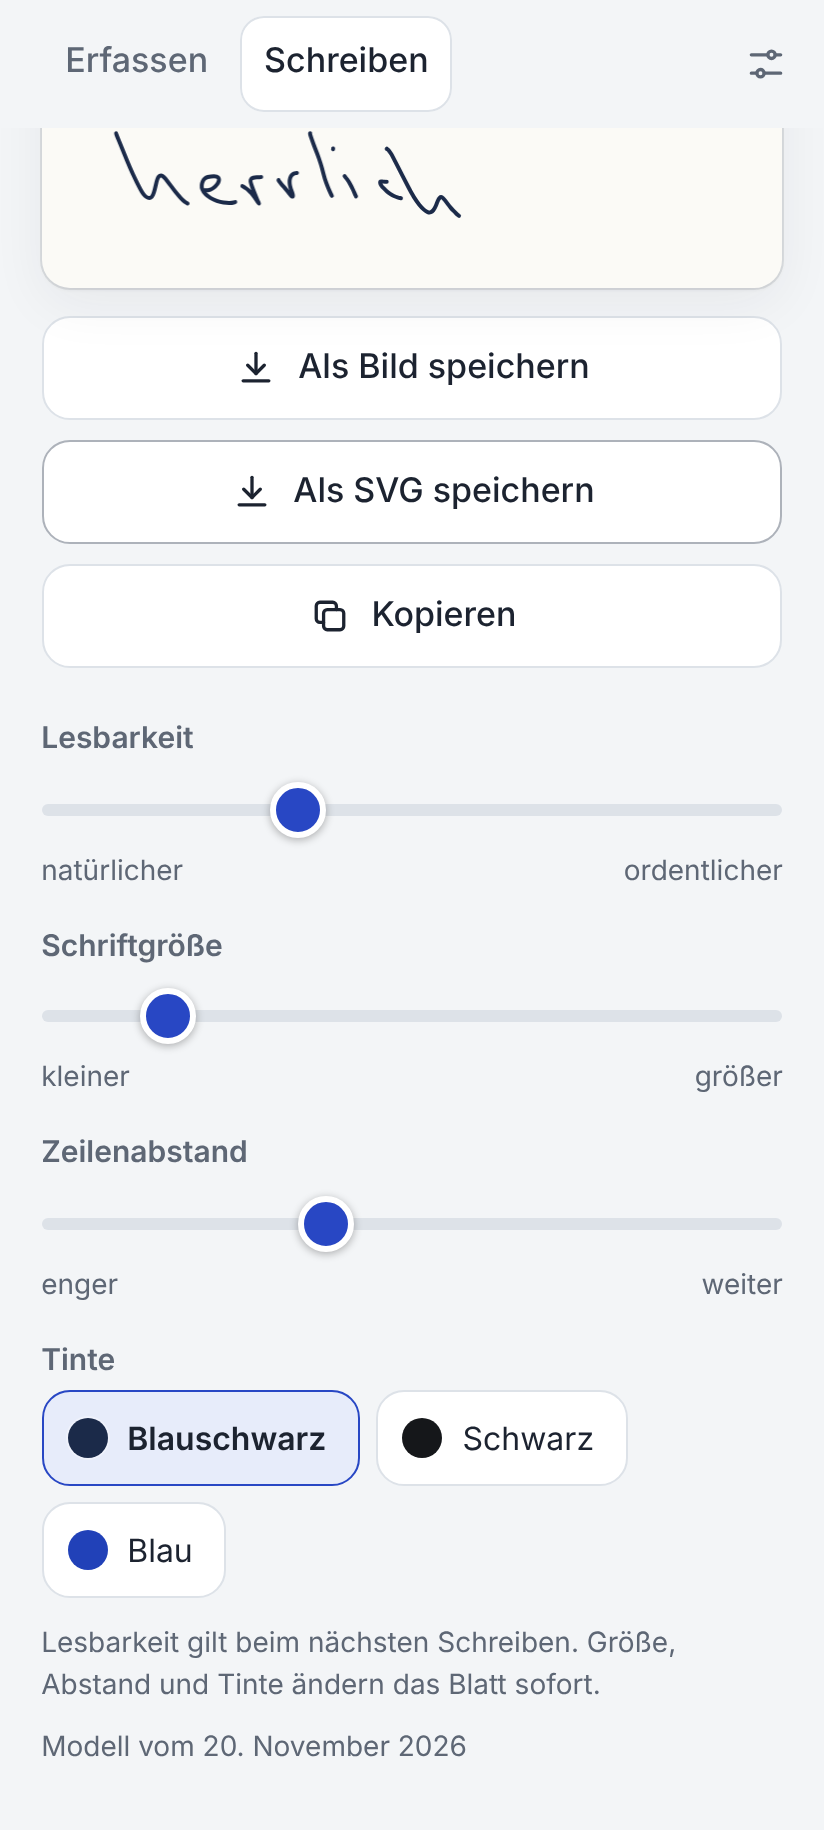 Erfassen Schreiben
herrlich
Als Bild speichern
Als SVG speichern
Kopieren
Lesbarkeit
natürlicher ordentlicher
Schriftgröße
kleiner größer
Zeilenabstand
enger weiter
Tinte
Blauschwarz Schwarz
Blau
Lesbarkeit gilt beim nächsten Schreiben. Größe,
Abstand und Tinte ändern das Blatt sofort.
Modell vom 20. November 2026